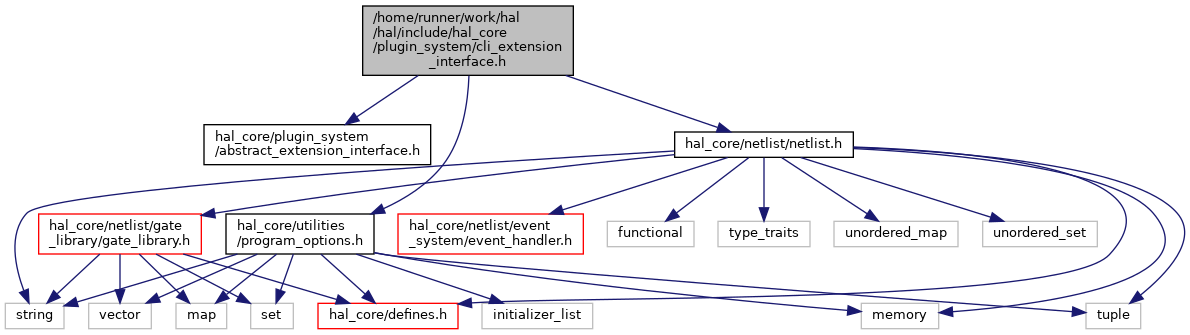 /home/runner/work/hal
/hal/include/hal_core
/plugin_system/cli_extension
_interface.h
hal_core/plugin_system
/abstract_extension_interface.h
hal_core/netlist/netlist.h
hal_core/netlist/gate
_library/gate_library.h
hal_core/utilities
/program_options.h
hal_core/netlist/event
_system/event_handler.h
functional
type_traits
unordered_map
unordered_set
string
vector
map
set
hal_core/defines.h
initializer_list
memory
tuple